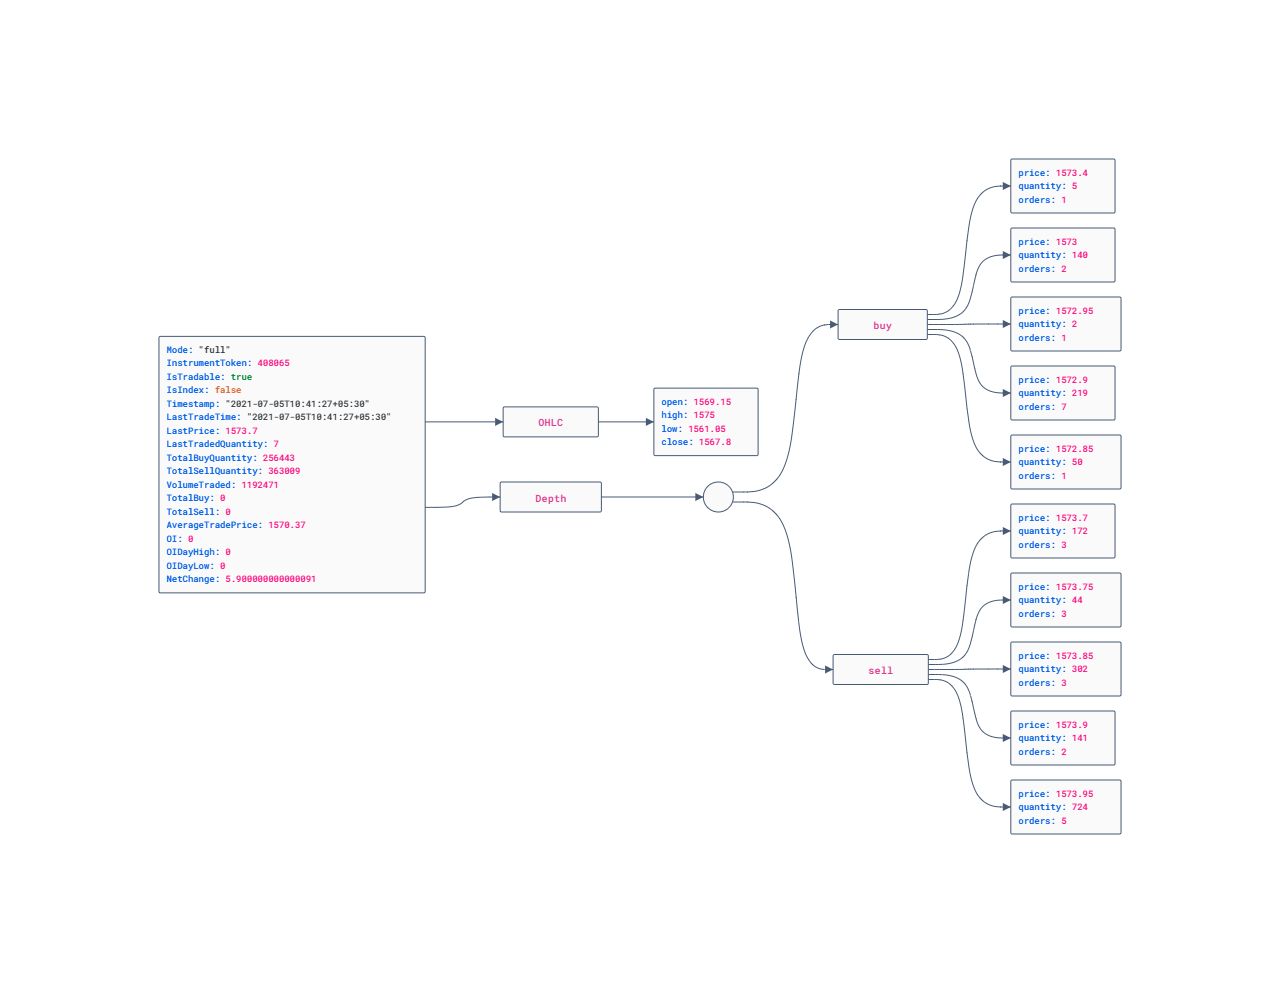 Mode: "full"
InstrumentToken: 408065
IsTradable: true
IsIndex: false
Timestamp: "2021-07-05T10:41:27+05:30"
LastTradeTime: "2021-07-05T10:41:27+05:30"
LastPrice: 1573.7
LastTradedQuantity: 7
TotalBuyQuantity: 256443
TotalSellQuantity: 363009
VolumeTraded: 1192471
TotalBuy: 0
TotalSell: 0
AverageTradePrice: 1570.37
OI: 0
OIDayHigh: 0
OIDayLow: 0
NetChange: 5.900000000000091
OHLC
open: 1569.15
high: 1575
low: 1561.05
close: 1567.8
Depth
buy
price: 1573.4
quantity: 5
orders: 1
price: 1573
quantity: 140
orders: 2
price: 1572.95
quantity: 2
orders: 1
price: 1572.9
quantity: 219
orders: 7
price: 1572.85
quantity: 50
orders: 1
sell
price: 1573.7
quantity: 172
orders: 3
price: 1573.75
quantity: 44
orders: 3
price: 1573.85
quantity: 302
orders: 3
price: 1573.9
quantity: 141
orders: 2
price: 1573.95
quantity: 724
orders: 5